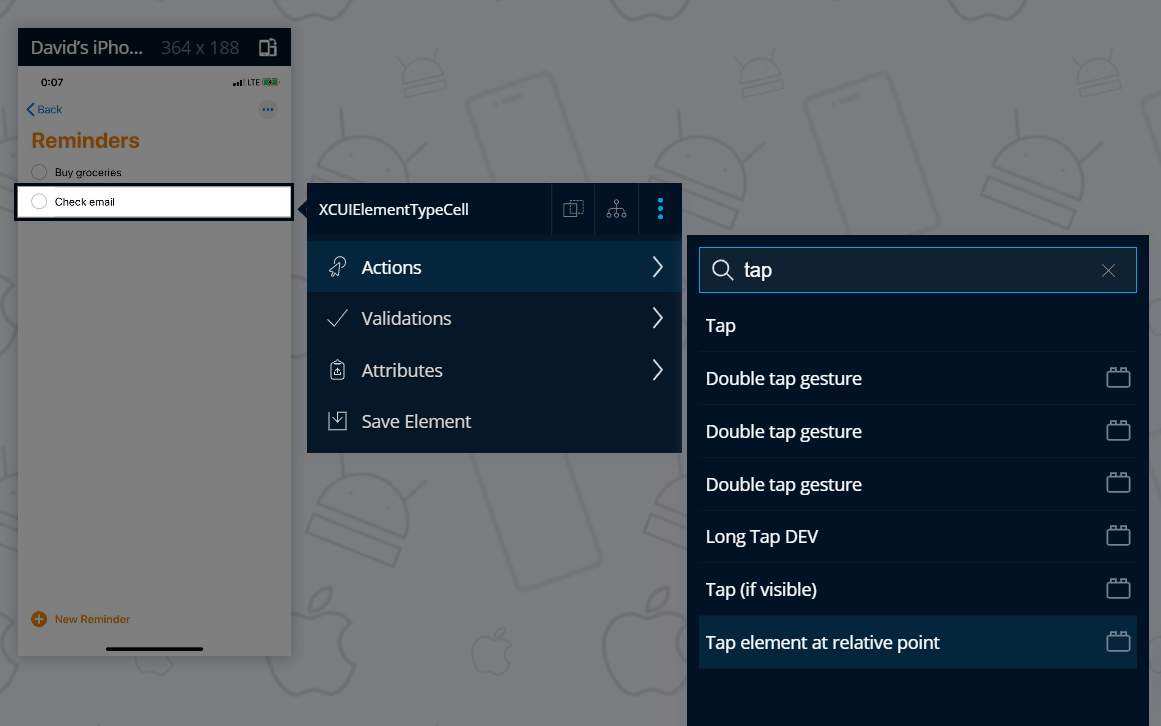 David's iPho... 364 x 188
0:07 LTE
Back
Reminders
Buy groceries
Check email
New Reminder
XCUIElementTypeCell
Actions
Validations
Attributes
Save Element
tap
Tap
Double tap gesture
Double tap gesture
Double tap gesture
Long Tap DEV
Tap (if visible)
Tap element at relative point